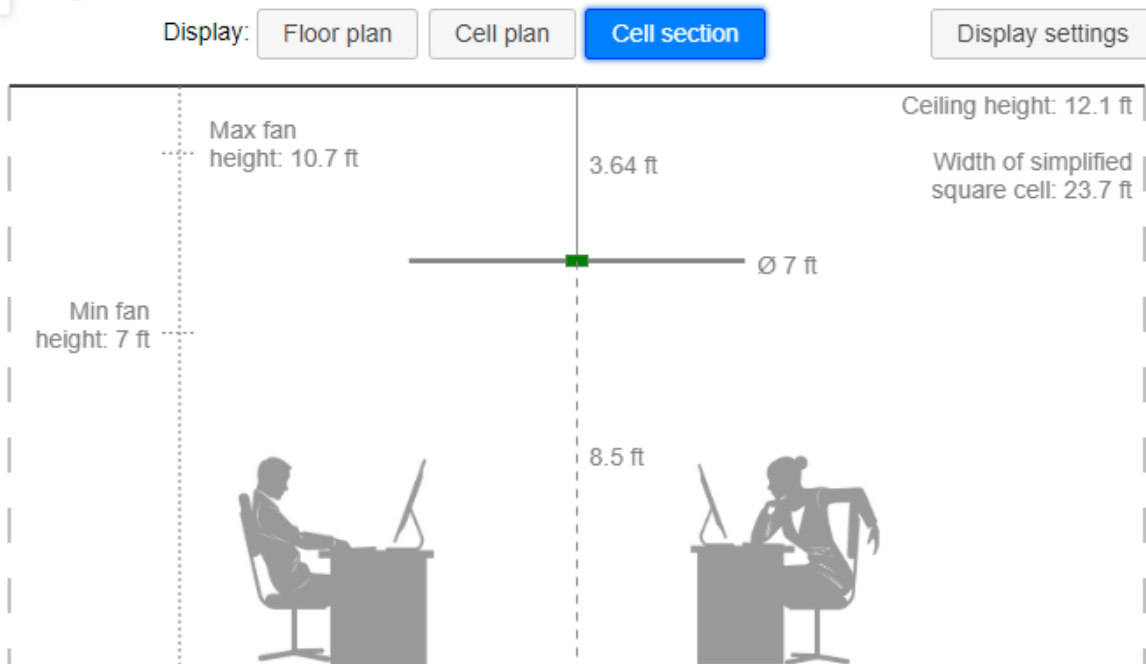 Display: Floor plan Cell plan Cell section Display settings
Ceiling height: 12.1 ft
Max fan
height: 10.7 ft
3.64 ft
Width of simplified
square cell: 23.7 ft
Ø 7 ft
Min fan
height: 7 ft
8.5 ft